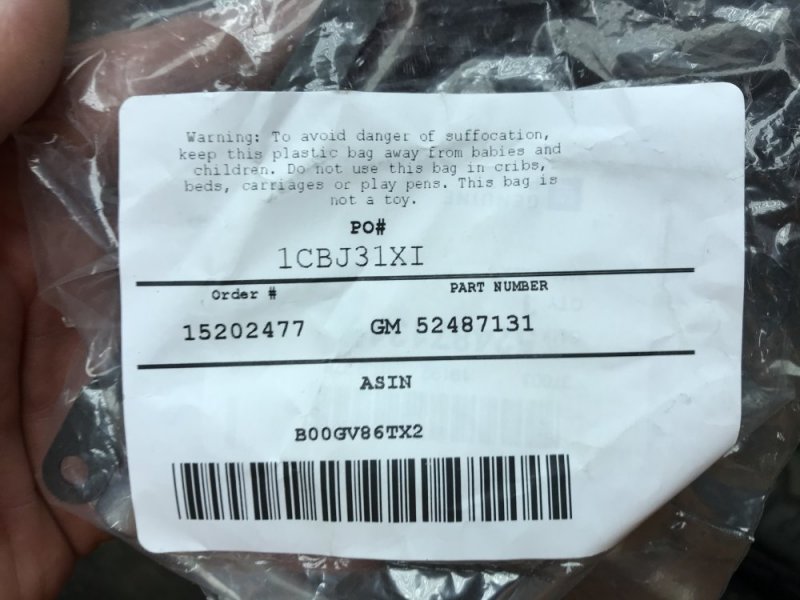 Warning: To avoid danger of suffocation,
keep this plastic bag away from babies and
children. Do not use this bag in cribs,
beds, carriages or play pens. This bag is
not a toy.
PO#
1CBJ31XI
Order # PART NUMBER
15202477 GM 52487131
ASIN
B00GV86TX2